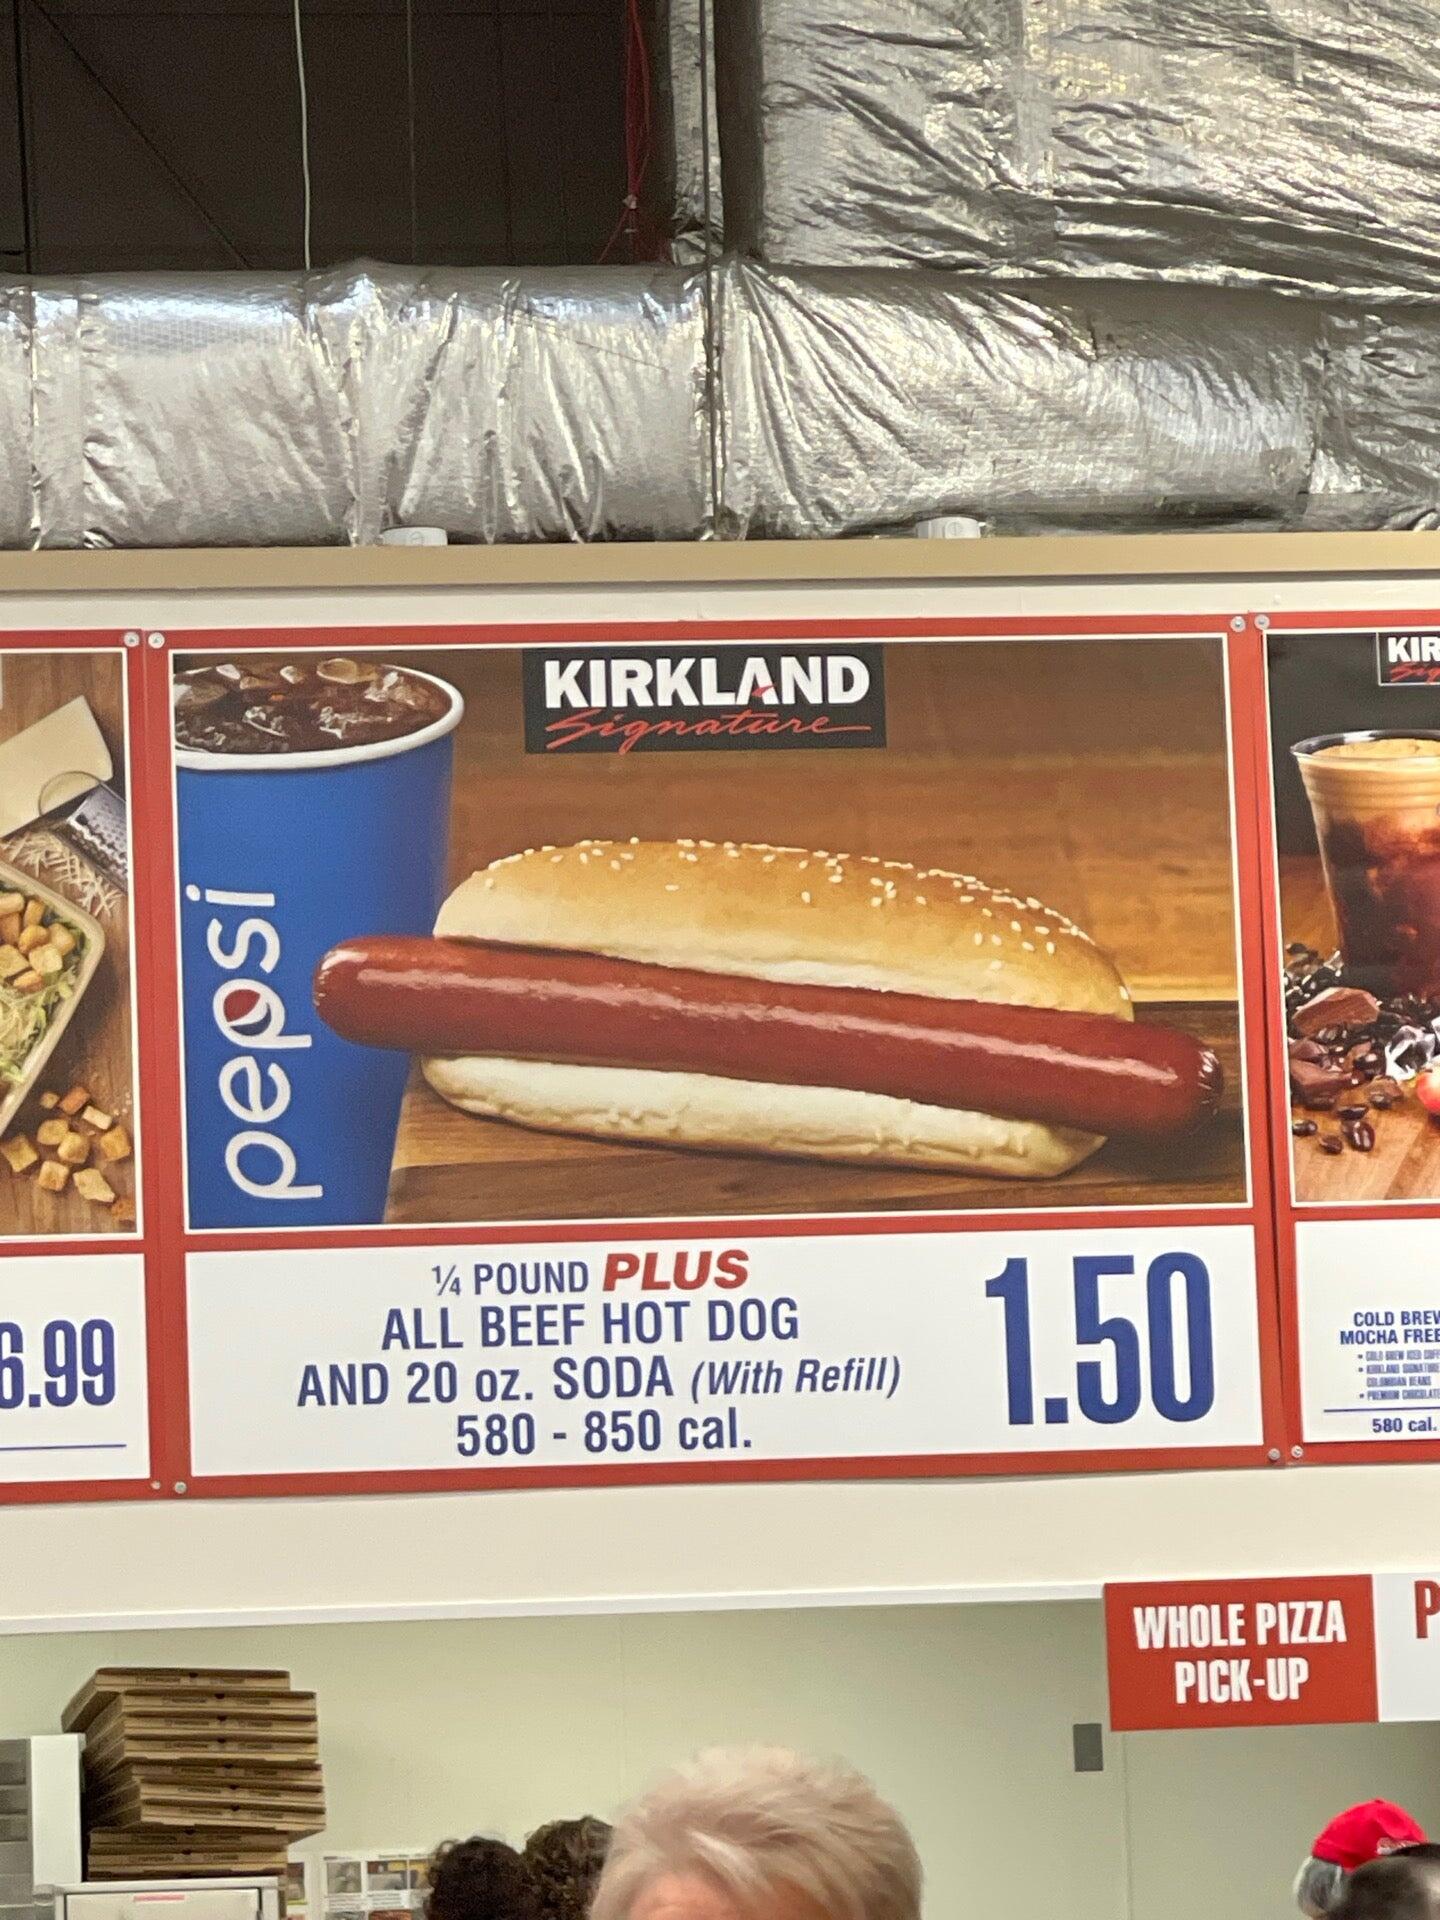 KIRKLAND
Signature
pepsi
1/4 POUND PLUS
ALL BEEF HOT DOG
AND 20 oz. SODA (With Refill)
580 - 850 cal.
1.50
6.99
KIR
COLD BREW
MOCHA FREE
580 cal.
WHOLE PIZZA
PICK-UP
P